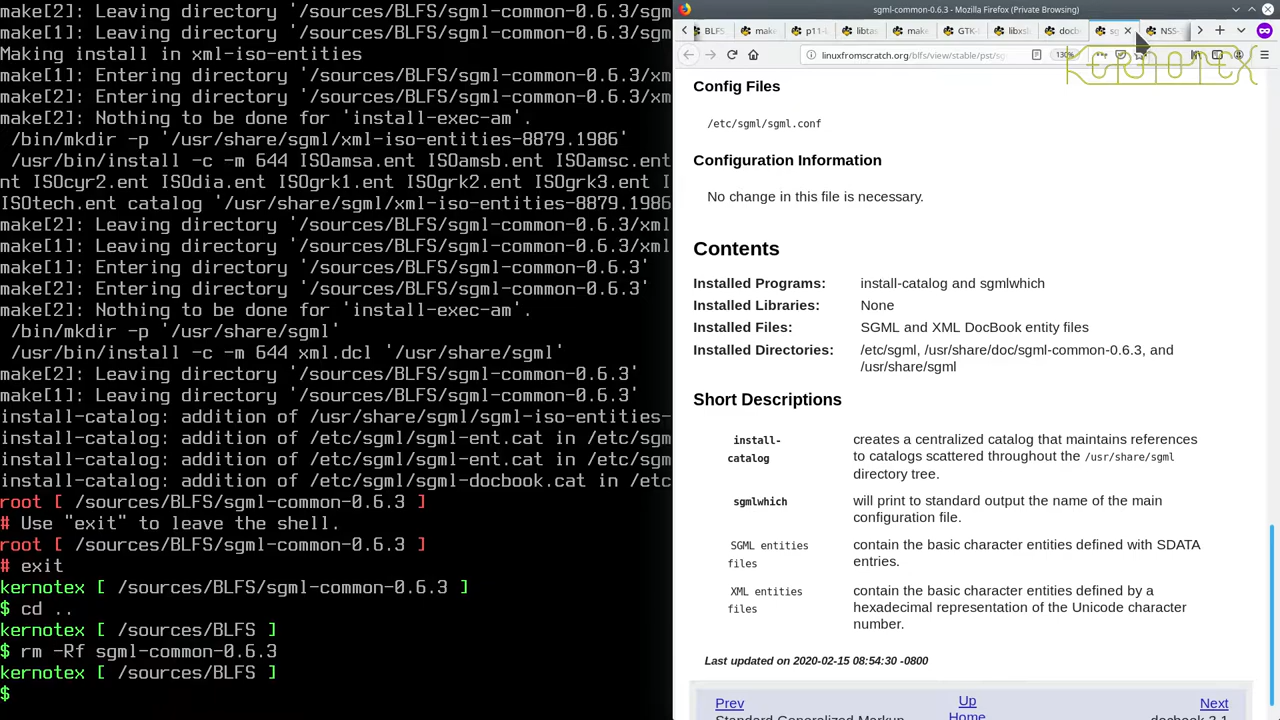 make[2]: Leaving directory '/sources/BLFS/sgml-common-0.6.3/sg
make[2]: Leaving directory '/sources/BLFS/sgml-common-0.6.3/sg
Making install in xml-iso-entities
make[1]: Entering directory '/sources/BLFS/sgml-common-0.6.3/xm
make[2]: Entering directory '/sources/BLFS/sgml-common-0.6.3/xm
make[2]: Nothing to be done for 'install-exec-am'.
/bin/mkdir -p '/usr/share/sgml/xml-iso-entities-8879.1986'
/usr/bin/install -c -m 644 ISOamsa.ent ISOamsb.ent ISOamsc.ent
nt ISOcyr2.ent ISOdia.ent ISOgrk1.ent ISOgrk2.ent ISOgrk3.ent I
ISOtech.ent catalog '/usr/share/sgml/xml-iso-entities-8879.1986
make[2]: Leaving directory '/sources/BLFS/sgml-common-0.6.3/xml
make[1]: Leaving directory '/sources/BLFS/sgml-common-0.6.3/xml
make[1]: Entering directory '/sources/BLFS/sgml-common-0.6.3'
make[2]: Entering directory '/sources/BLFS/sgml-common-0.6.3'
make[2]: Nothing to be done for 'install-exec-am'.
/bin/mkdir -p '/usr/share/sgml'
/usr/bin/install -c -m 644 xml.dcl '/usr/share/sgml'
make[2]: Leaving directory '/sources/BLFS/sgml-common-0.6.3'
make[1]: Leaving directory '/sources/BLFS/sgml-common-0.6.3'
install-catalog: addition of /usr/share/sgml/sgml-iso-entities-
install-catalog: addition of /etc/sgml/sgml-ent.cat in /etc/sgm
install-catalog: addition of /etc/sgml/sgml-ent.cat in /etc/sgm
install-catalog: addition of /etc/sgml/sgml-docbook.cat in /etc
root [ /sources/BLFS/sgml-common-0.6.3 ]
# Use "exit" to leave the shell.
root [ /sources/BLFS/sgml-common-0.6.3 ]
# exit
kernotex [ /sources/BLFS/sgml-common-0.6.3 ]
$ cd ..
kernotex [ /sources/BLFS ]
$ rm -Rf sgml-common-0.6.3
kernotex [ /sources/BLFS ]
$
sgml-common-0.6.3 - Mozilla Firefox (Private Browsing)
BLFS make p11- libtas make GTK- libxsl docb sg NSS-
linuxfromscratch.org/blfs/view/stable/pst/sg 130%
KERNOTEX
Config Files
/etc/sgml/sgml.conf
Configuration Information
No change in this file is necessary.
Contents
Installed Programs: install-catalog and sgmlwhich
Installed Libraries: None
Installed Files: SGML and XML DocBook entity files
Installed Directories: /etc/sgml, /usr/share/doc/sgml-common-0.6.3, and
/usr/share/sgml
Short Descriptions
install- creates a centralized catalog that maintains references
catalog to catalogs scattered throughout the /usr/share/sgml
directory tree.
sgmlwhich will print to standard output the name of the main
configuration file.
SGML entities contain the basic character entities defined with SDATA
files entries.
XML entities contain the basic character entities defined by a
files hexadecimal representation of the Unicode character
number.
Last updated on 2020-02-15 08:54:30 -0800
Prev Up Next
Standard Generalized Markup Home docbook-3.1